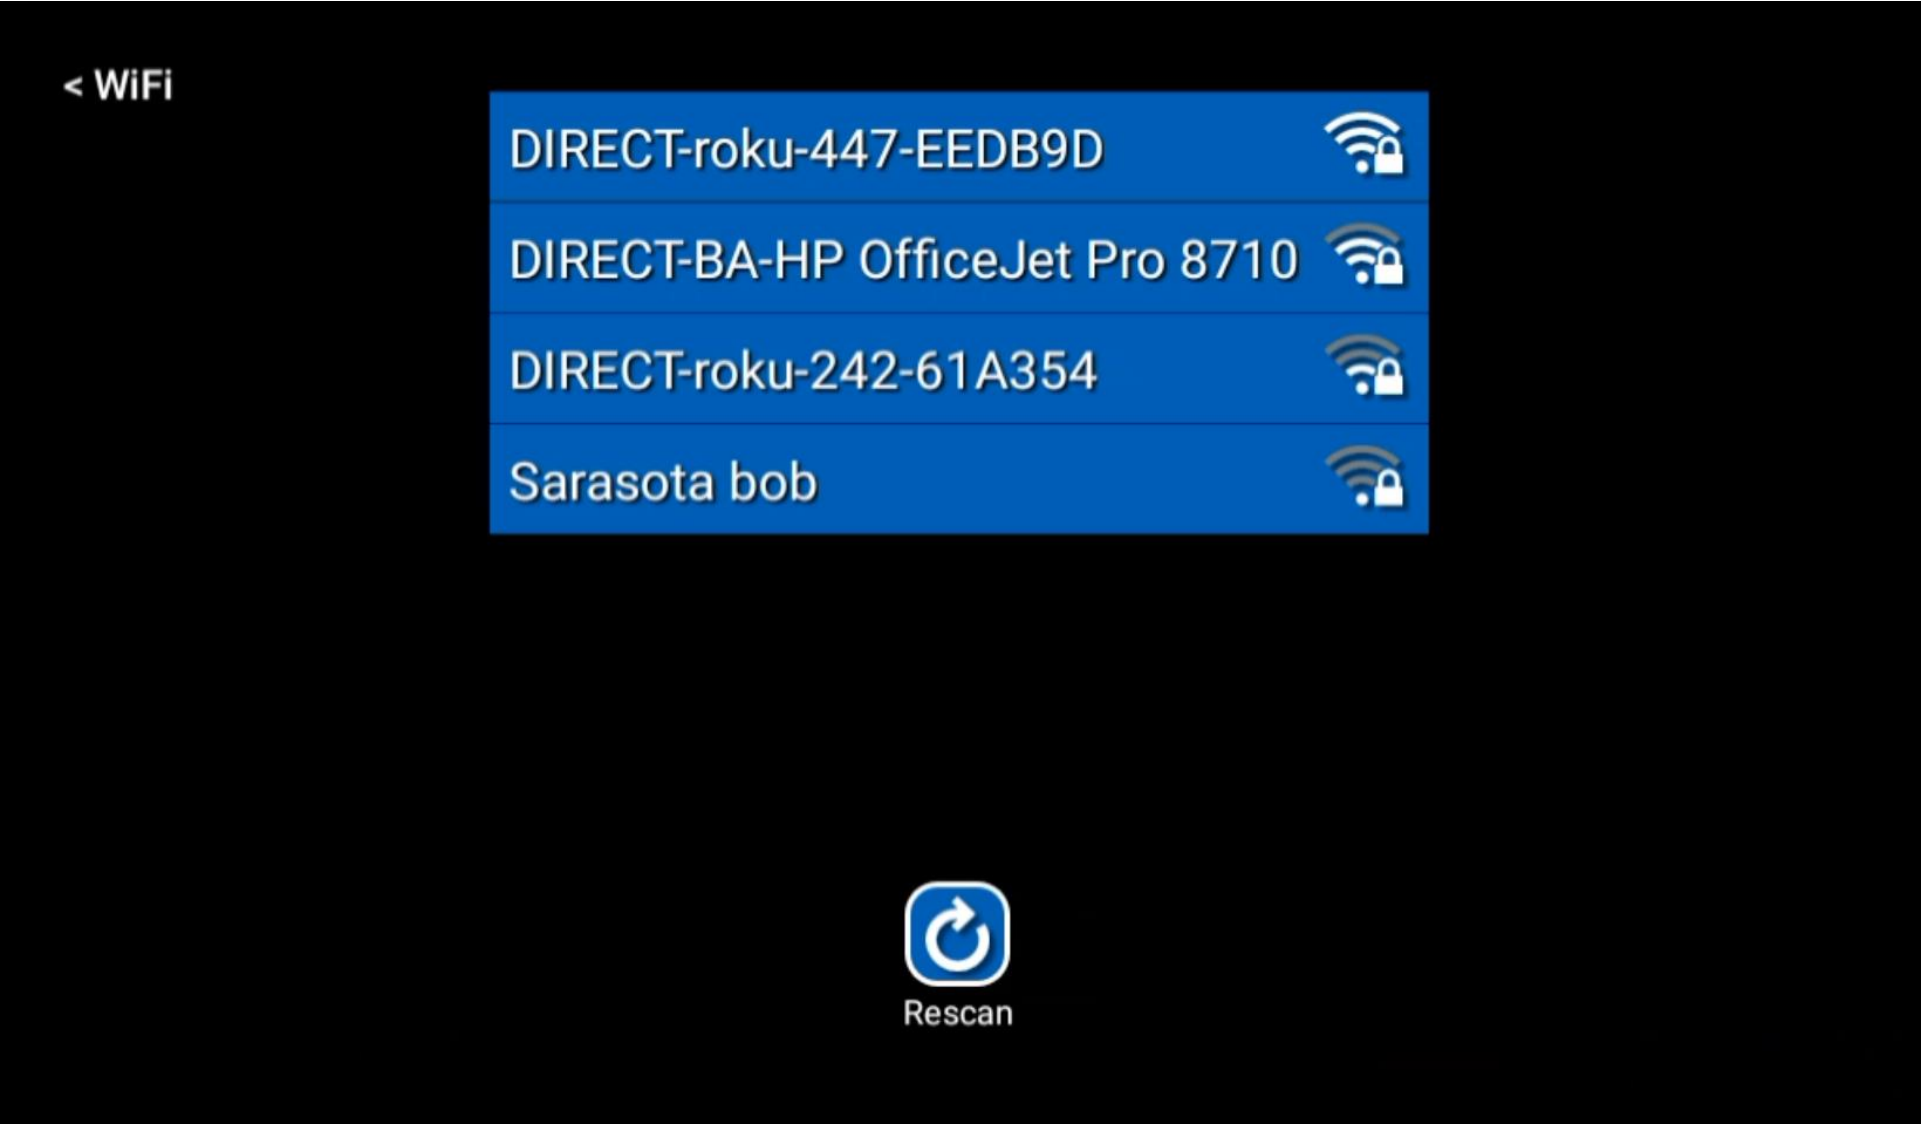 < WiFi
DIRECT-roku-447-EEDB9D
DIRECT-BA-HP OfficeJet Pro 8710
DIRECT-roku-242-61A354
Sarasota bob
Rescan